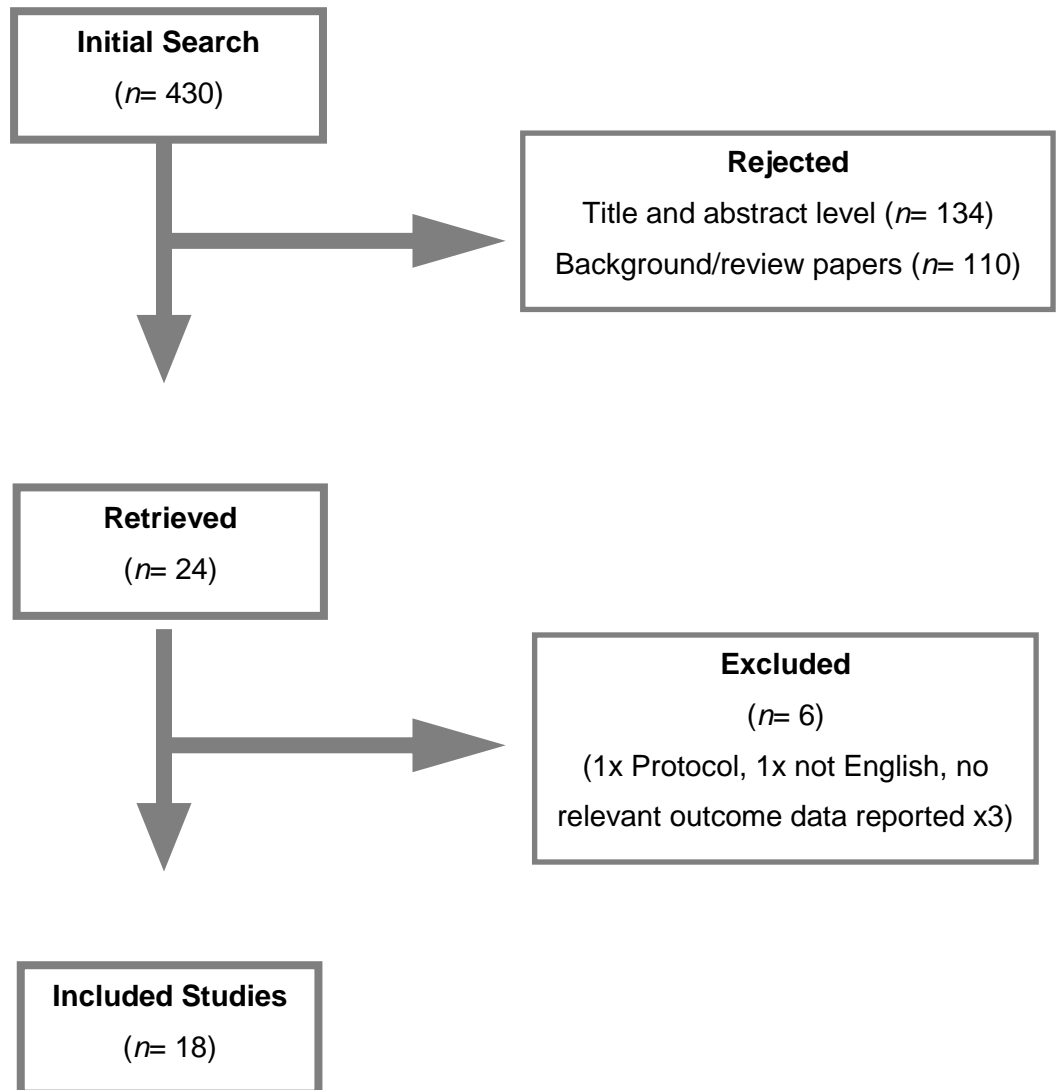 Initial Search
(n= 430)
Rejected
Title and abstract level (n= 134)
Background/review papers (n= 110)
Retrieved
(n= 24)
Excluded
(n= 6)
(1x Protocol, 1x not English, no
relevant outcome data reported x3)
Included Studies
(n= 18)